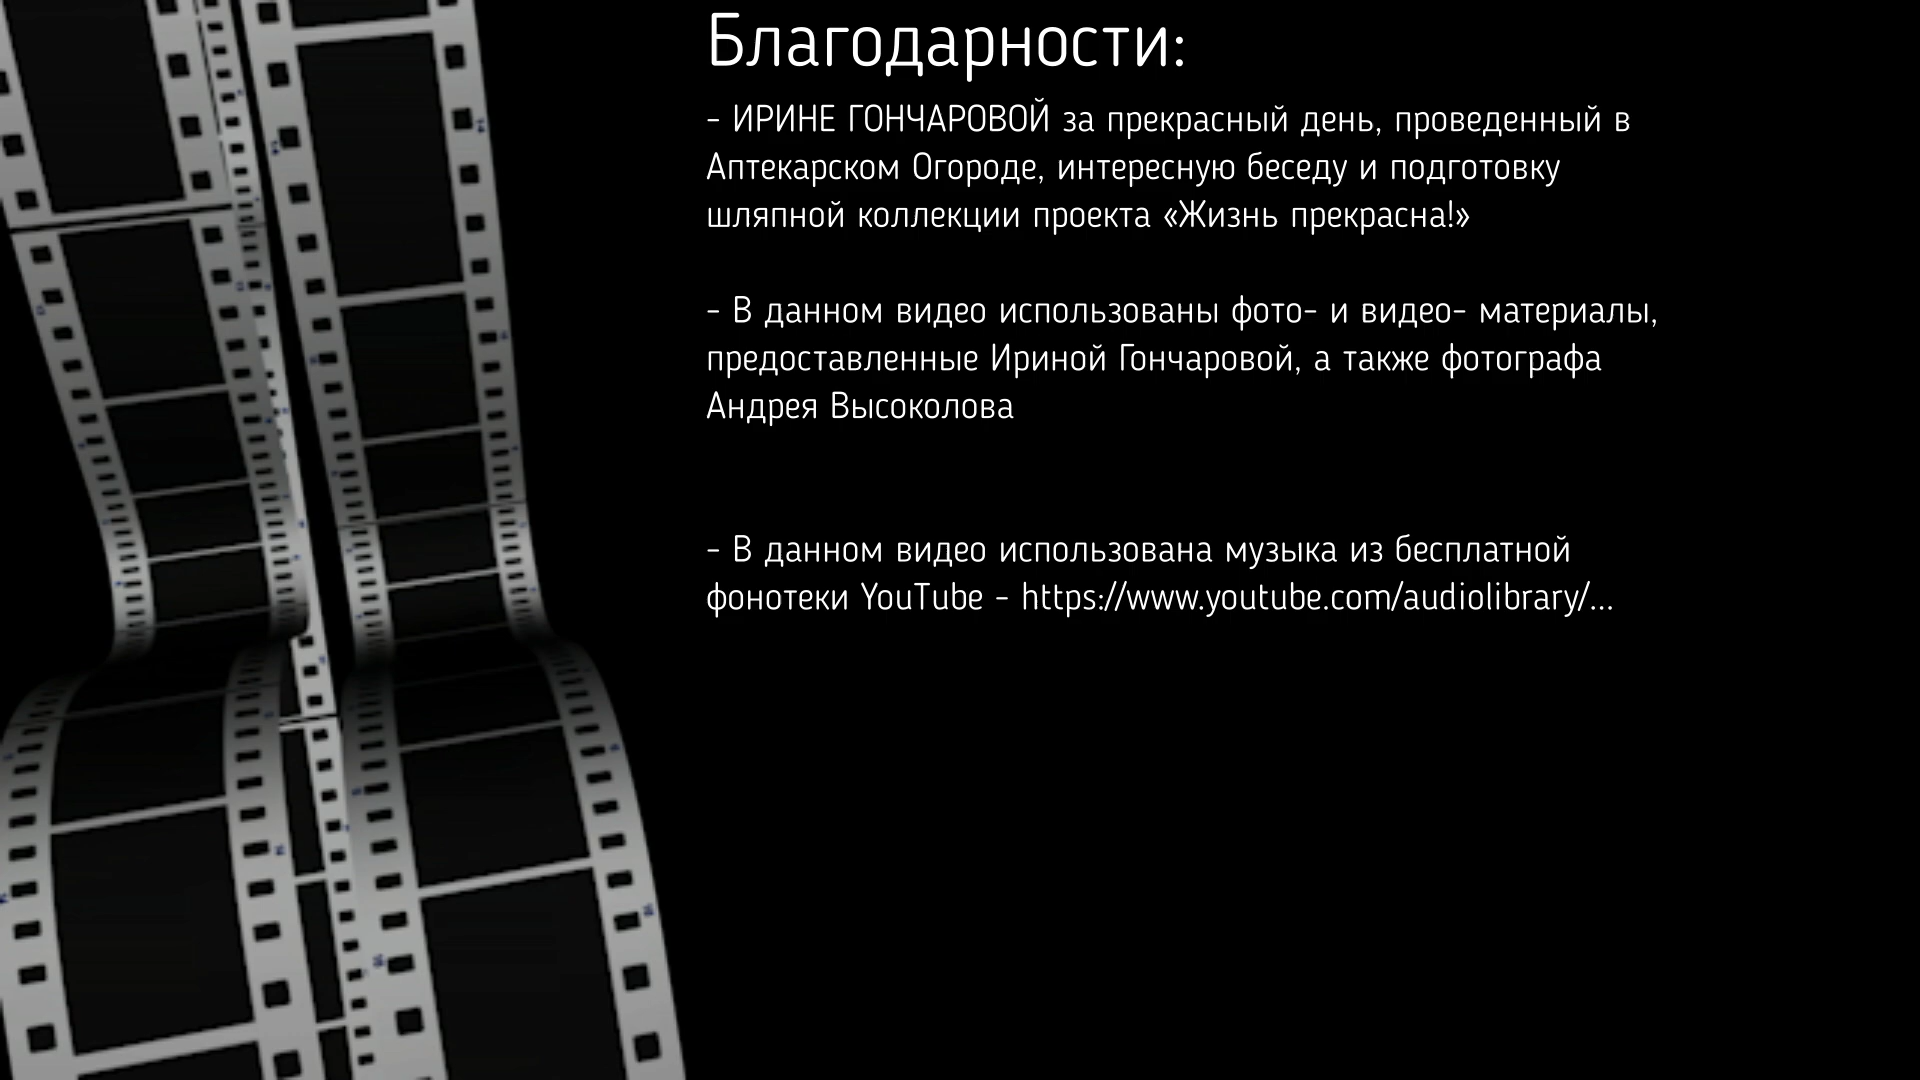 Благодарности:
- ИРИНЕ ГОНЧАРОВОЙ за прекрасный день, проведенный в
Аптекарском Огороде, интересную беседу и подготовку
шляпной коллекции проекта «Жизнь прекрасна!»
- В данном видео использованы фото- и видео- материалы,
предоставленные Ириной Гончаровой, а также фотографа
Андрея Высоколова
- В данном видео использована музыка из бесплатной
фонотеки YouTube - https://www.youtube.com/audiolibrary/...